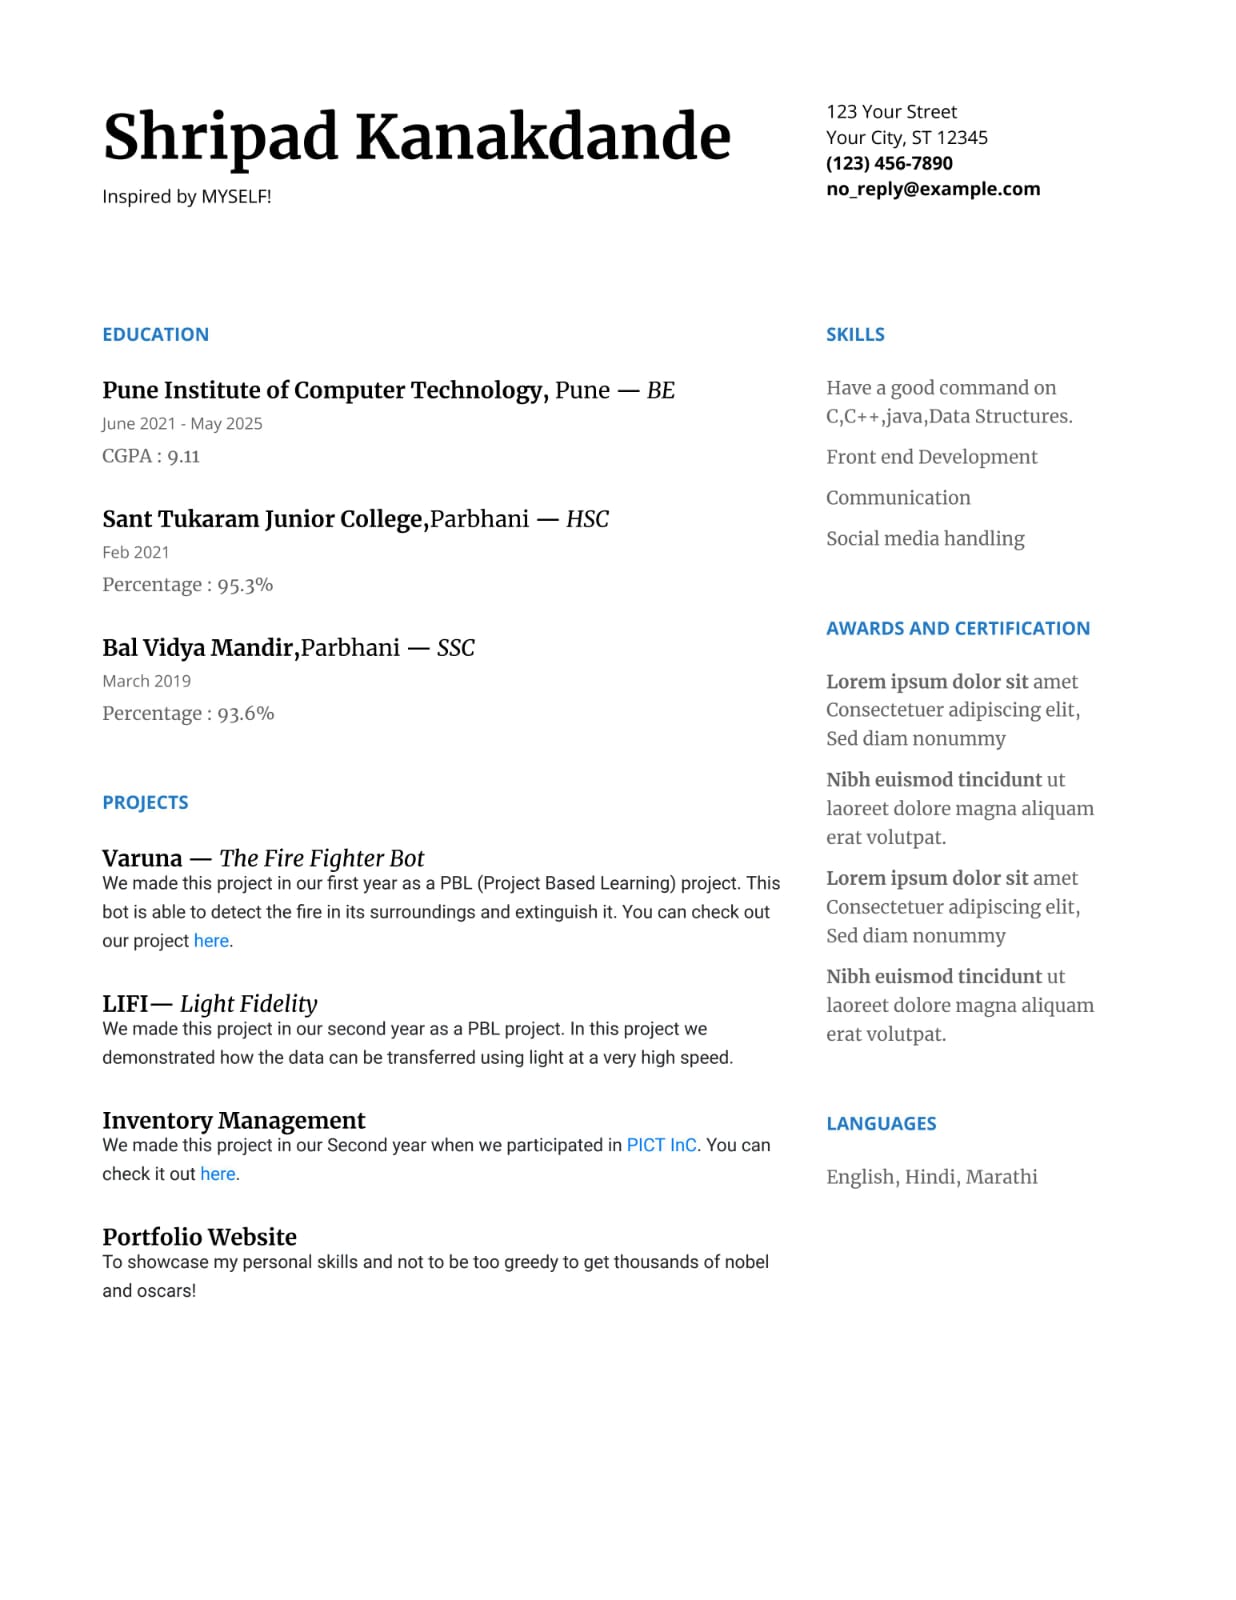 Shripad Kanakdande
Inspired by MYSELF!
123 Your Street
Your City, ST 12345
(123) 456-7890
no_reply@example.com
EDUCATION
Pune Institute of Computer Technology, Pune — BE
June 2021 - May 2025
CGPA : 9.11
Sant Tukaram Junior College,Parbhani — HSC
Feb 2021
Percentage : 95.3%
Bal Vidya Mandir,Parbhani — SSC
March 2019
Percentage : 93.6%
PROJECTS
Varuna — The Fire Fighter Bot
We made this project in our first year as a PBL (Project Based Learning) project. This
bot is able to detect the fire in its surroundings and extinguish it. You can check out
our project here.
LIFI— Light Fidelity
We made this project in our second year as a PBL project. In this project we
demonstrated how the data can be transferred using light at a very high speed.
Inventory Management
We made this project in our Second year when we participated in PICT InC. You can
check it out here.
Portfolio Website
To showcase my personal skills and not to be too greedy to get thousands of nobel
and oscars!
SKILLS
Have a good command on
C,C++,java,Data Structures.
Front end Development
Communication
Social media handling
AWARDS AND CERTIFICATION
Lorem ipsum dolor sit amet
Consectetuer adipiscing elit,
Sed diam nonummy
Nibh euismod tincidunt ut
laoreet dolore magna aliquam
erat volutpat.
Lorem ipsum dolor sit amet
Consectetuer adipiscing elit,
Sed diam nonummy
Nibh euismod tincidunt ut
laoreet dolore magna aliquam
erat volutpat.
LANGUAGES
English, Hindi, Marathi